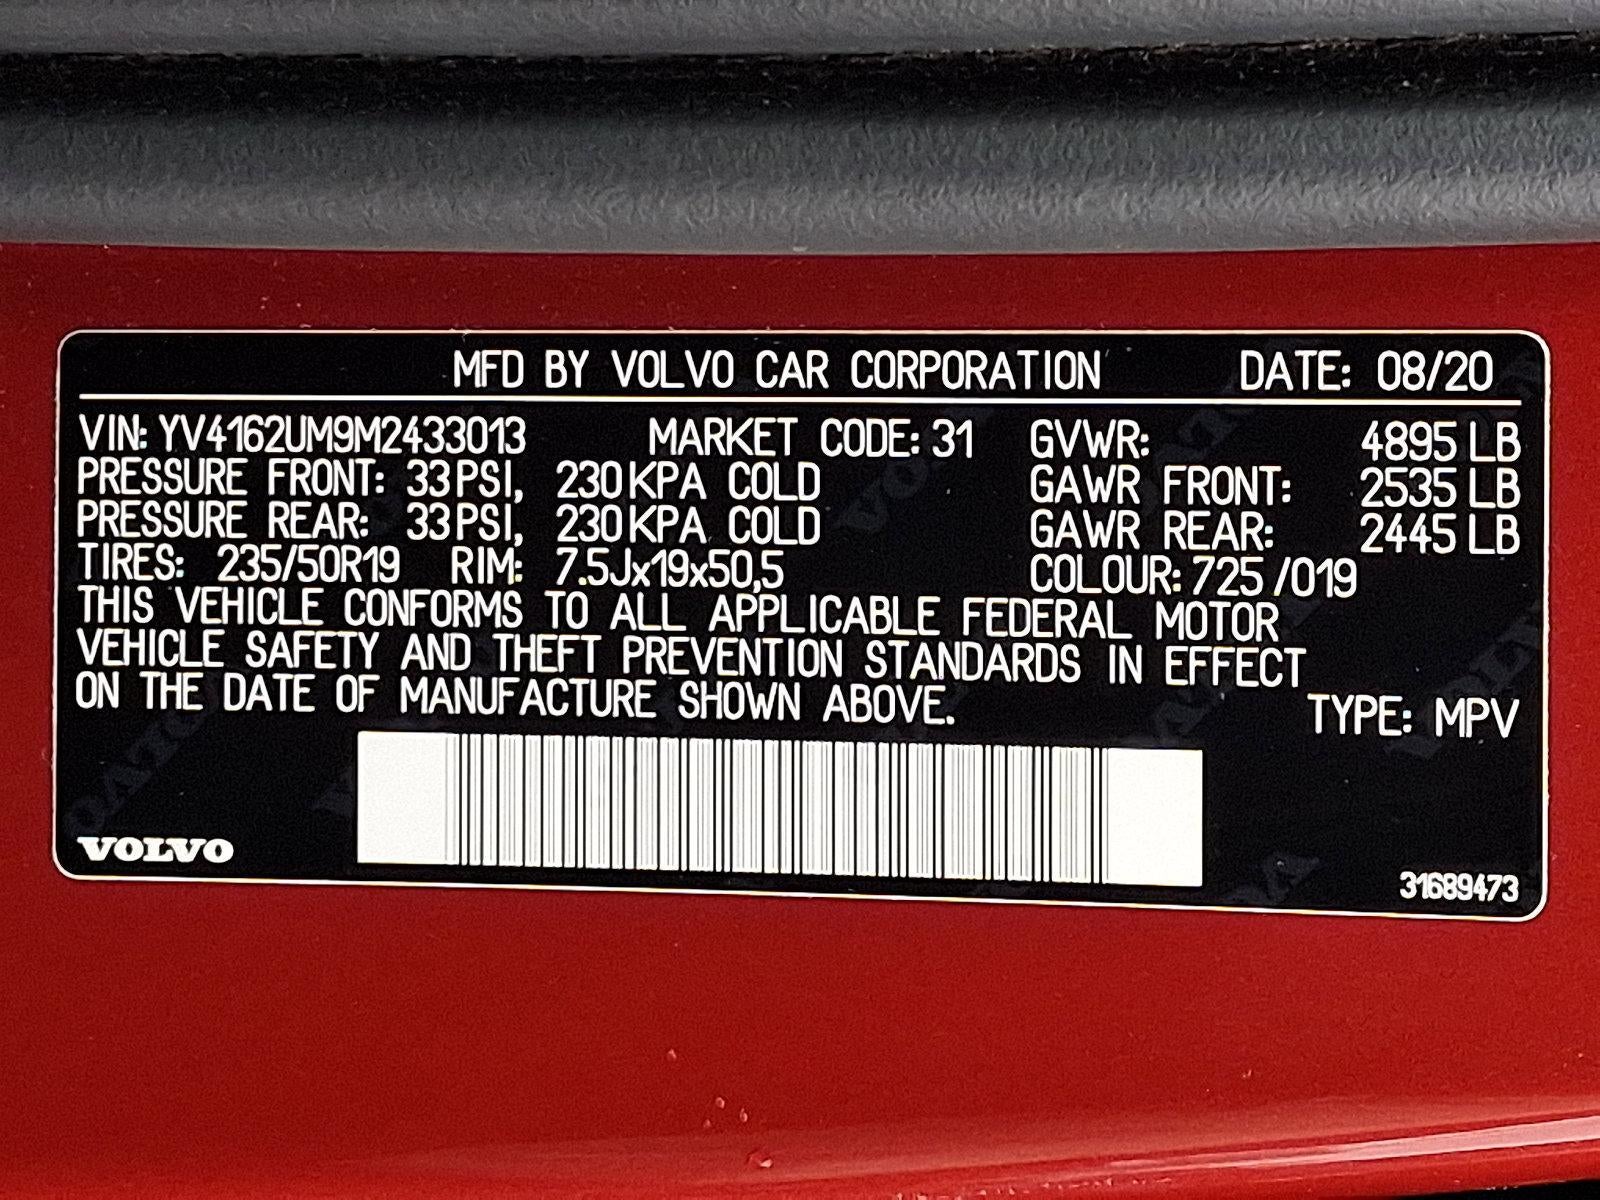 MFD BY VOLVO CAR CORPORATION DATE: 08/20
VIN: YV4162UM9M2433013 MARKET CODE: 31 GVWR: 4895 LB
PRESSURE FRONT: 33 PSI, 230 KPA COLD GAWR FRONT: 2535 LB
PRESSURE REAR: 33 PSI, 230 KPA COLD GAWR REAR: 2445 LB
TIRES: 235/50R19 RIM: 7.5Jx19x50,5 COLOUR: 725 /019
THIS VEHICLE CONFORMS TO ALL APPLICABLE FEDERAL MOTOR
VEHICLE SAFETY AND THEFT PREVENTION STANDARDS IN EFFECT
ON THE DATE OF MANUFACTURE SHOWN ABOVE.
TYPE: MPV
VOLVO
31689473